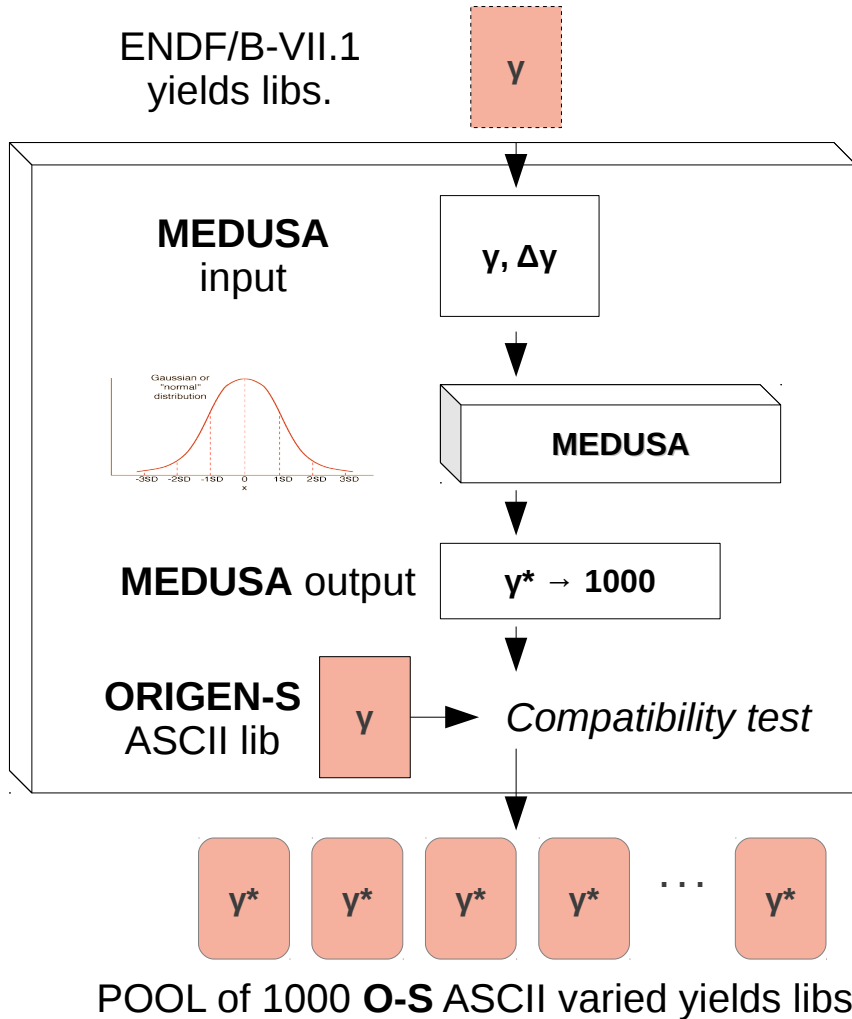 ENDF/B-VII.1
yields libs.
γ
MEDUSA
input
γ, Δγ
Gaussian or
"normal"
distribution
-3SD -2SD -1SD 0 1SD 2SD 3SD
x
MEDUSA
MEDUSA output
γ* → 1000
ORIGEN-S
ASCII lib
γ
Compatibility test
γ* γ* γ* γ* ... γ*
POOL of 1000 O-S ASCII varied yields libs